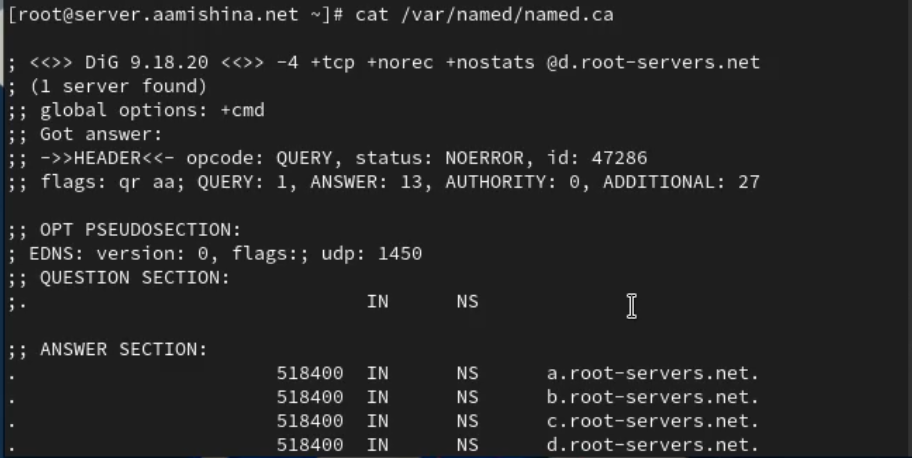 [root@server.aamishina.net ~]# cat /var/named/named.ca
; <<>> DiG 9.18.20 <<>> -4 +tcp +norec +nostats @d.root-servers.net
; (1 server found)
;; global options: +cmd
;; Got answer:
;; ->>HEADER<<- opcode: QUERY, status: NOERROR, id: 47286
;; flags: qr aa; QUERY: 1, ANSWER: 13, AUTHORITY: 0, ADDITIONAL: 27
;; OPT PSEUDOSECTION:
; EDNS: version: 0, flags:; udp: 1450
;; QUESTION SECTION:
;. IN NS
;; ANSWER SECTION:
. 518400 IN NS a.root-servers.net.
. 518400 IN NS b.root-servers.net.
. 518400 IN NS c.root-servers.net.
. 518400 IN NS d.root-servers.net.